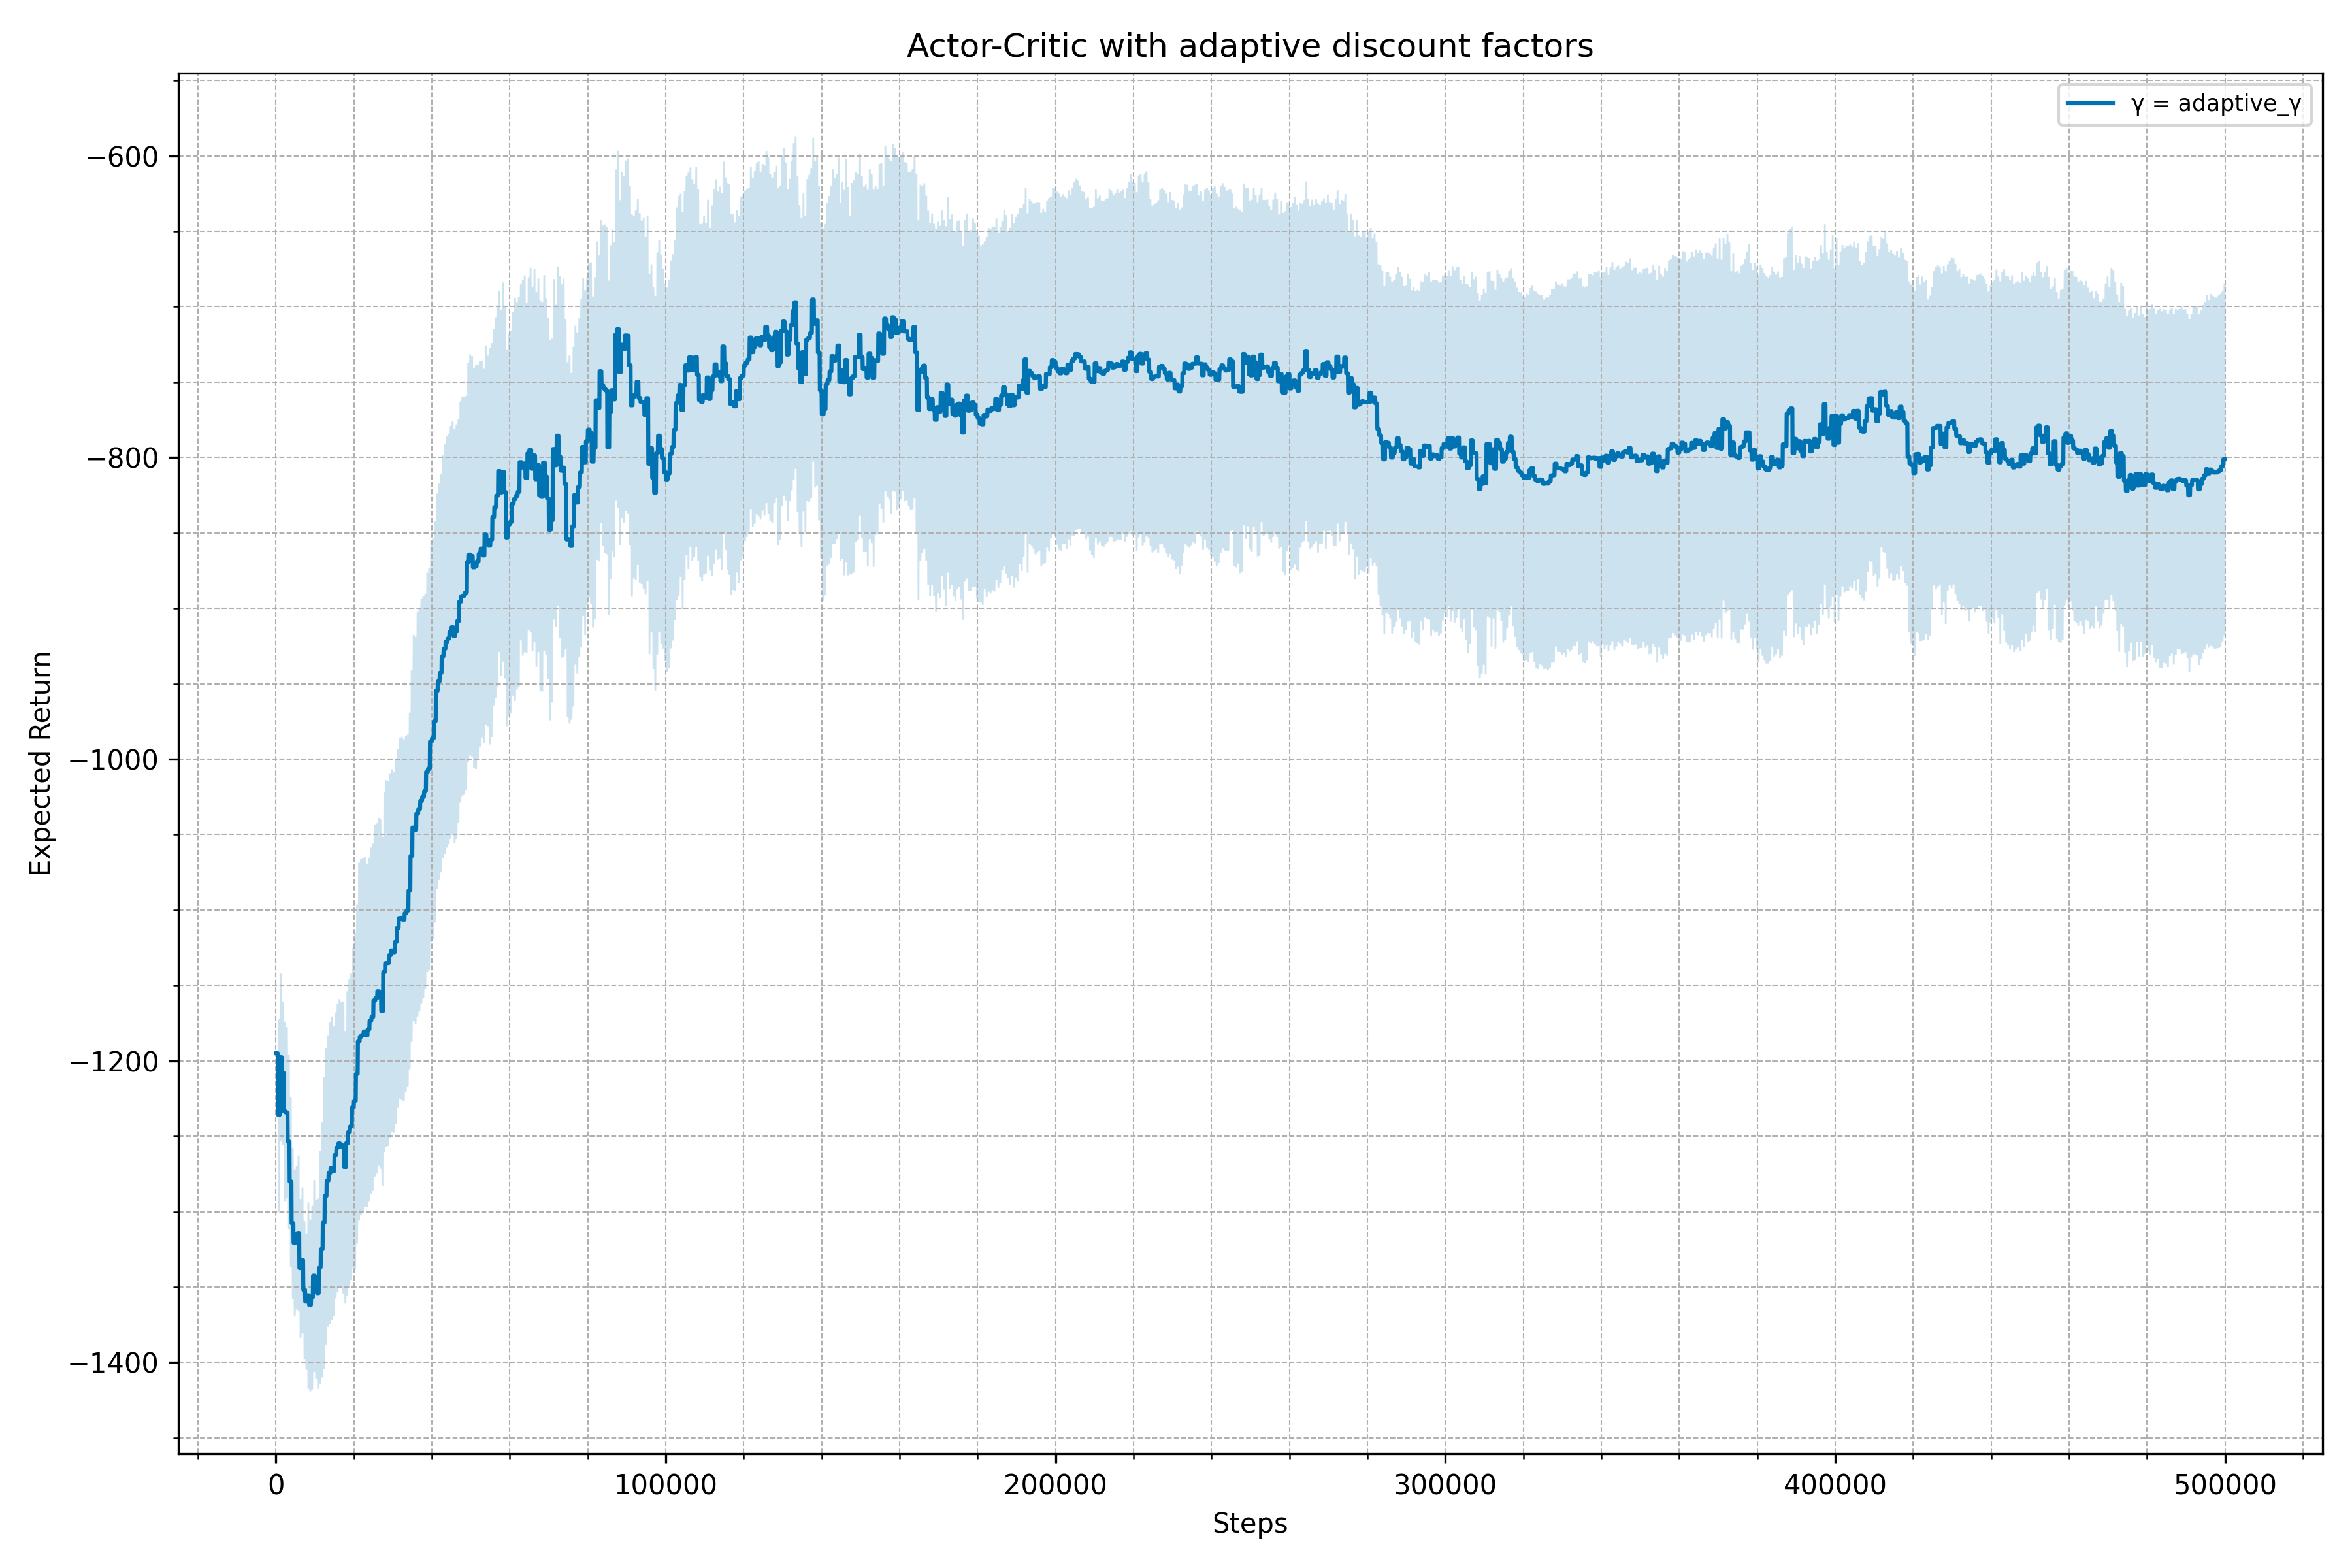 Actor-Critic with adaptive discount factors
γ = adaptive_γ
Expected Return
−600
−800
−1000
−1200
−1400
0
100000
200000
300000
400000
500000
Steps